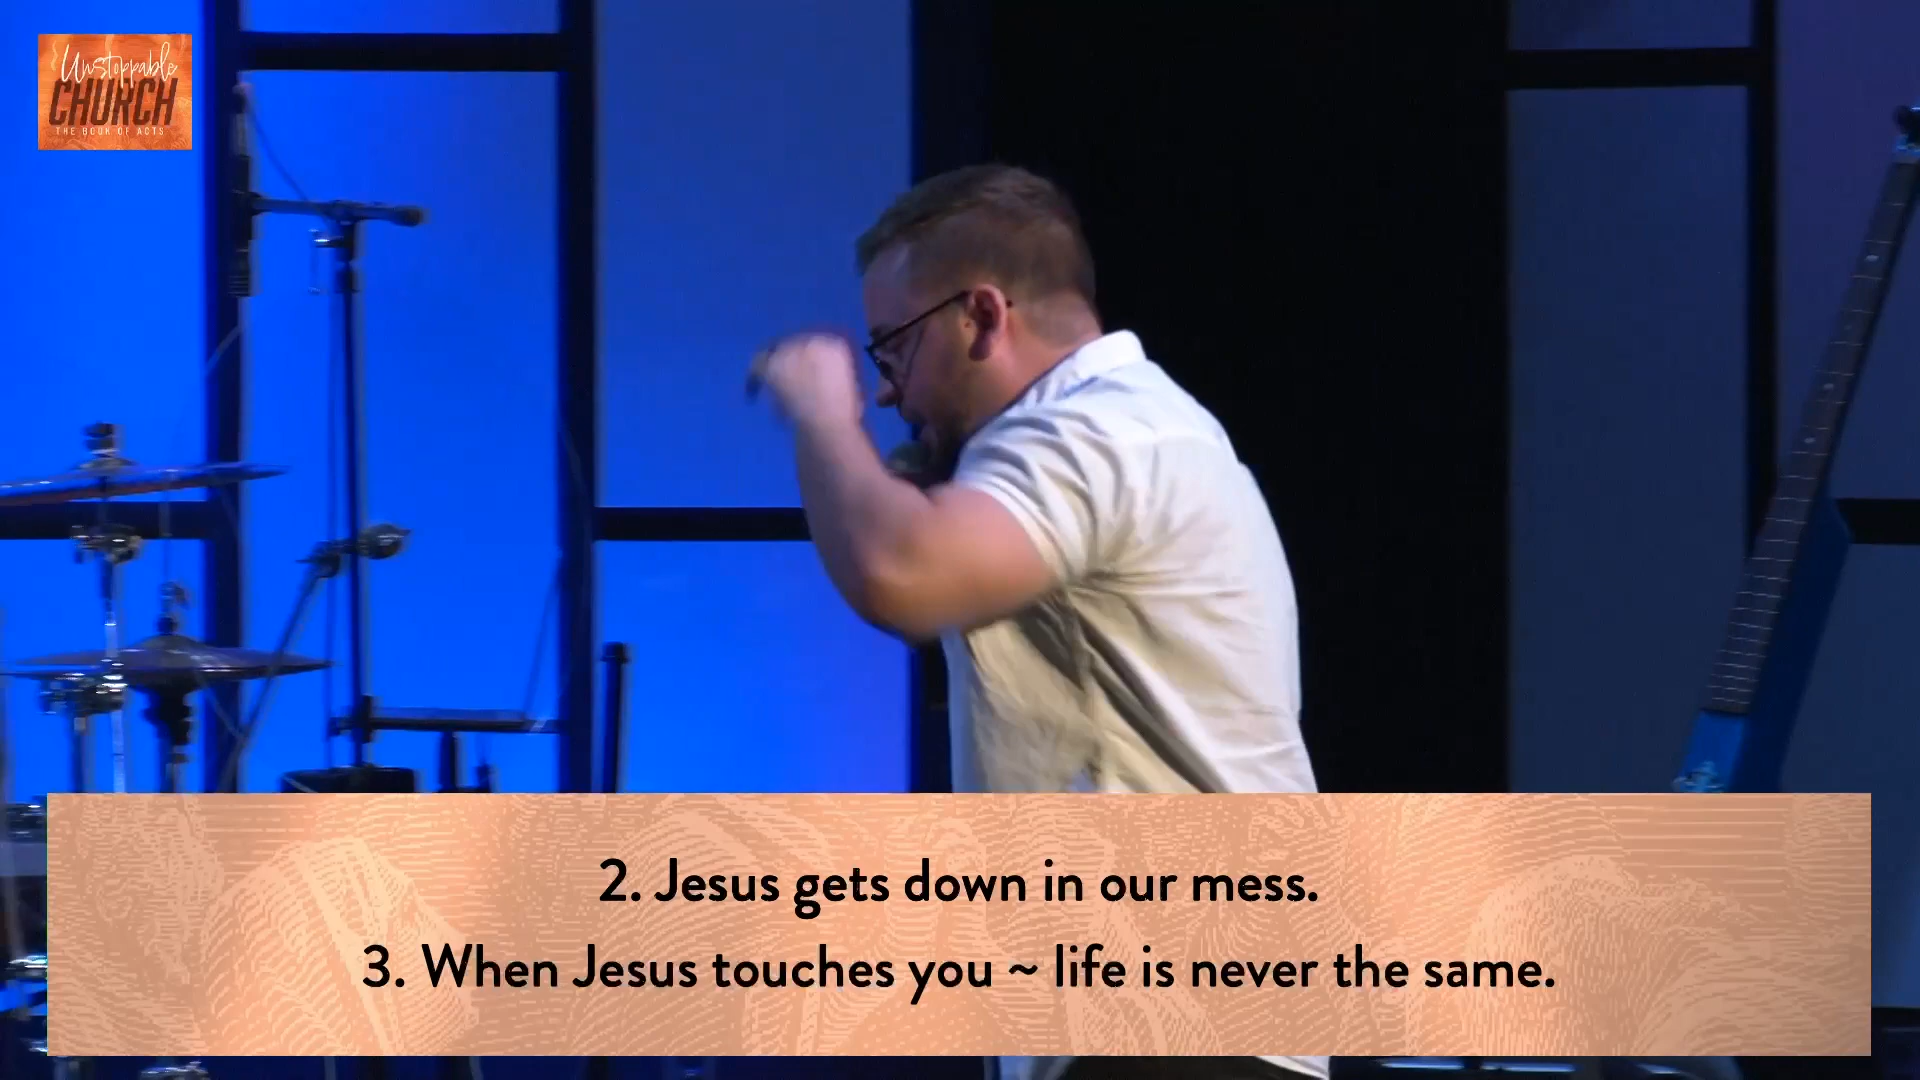 Unstoppable
CHURCH
THE BOOK OF ACTS
2. Jesus gets down in our mess.
3. When Jesus touches you ~ life is never the same.